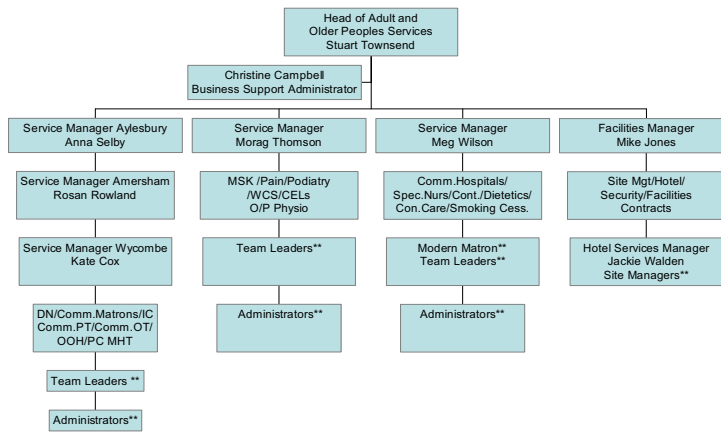 Head of Adult and
Older Peoples Services
Stuart Townsend
Christine Campbell
Business Support Administrator
Service Manager Aylesbury
Anna Selby
Service Manager
Morag Thomson
Service Manager
Meg Wilson
Facilities Manager
Mike Jones
Service Manager Amersham
Rosan Rowland
MSK /Pain/Podiatry
/WCS/CELs
O/P Physio
Comm.Hospitals/
Spec.Nurs/Cont./Dietetics/
Con.Care/Smoking Cess.
Site Mgt/Hotel/
Security/Facilities
Contracts
Service Manager Wycombe
Kate Cox
Team Leaders**
Modern Matron**
Team Leaders**
Hotel Services Manager
Jackie Walden
Site Managers**
DN/Comm.Matrons/IC
Comm.PT/Comm.OT/
OOH/PC MHT
Administrators**
Administrators**
Team Leaders **
Administrators**